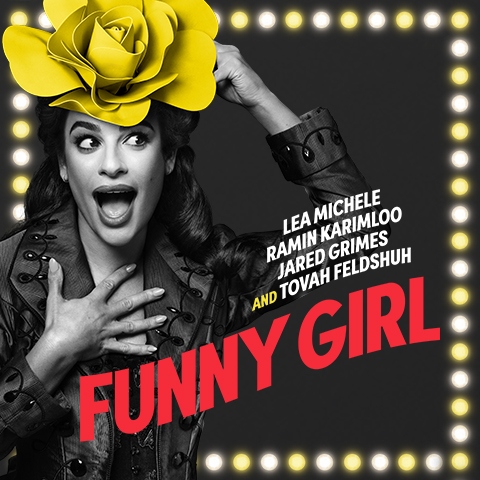 LEA MICHELE
RAMIN KARIMLOO
JARED GRIMES
AND TOVAH FELDSHUH
FUNNY GIRL